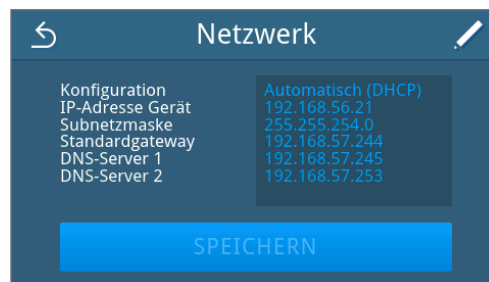 Netzwerk
Konfiguration Automatisch (DHCP)
IP-Adresse Gerät 192.168.56.21
Subnetzmaske 255.255.254.0
Standardgateway 192.168.57.244
DNS-Server 1 192.168.57.245
DNS-Server 2 192.168.57.253
SPEICHERN